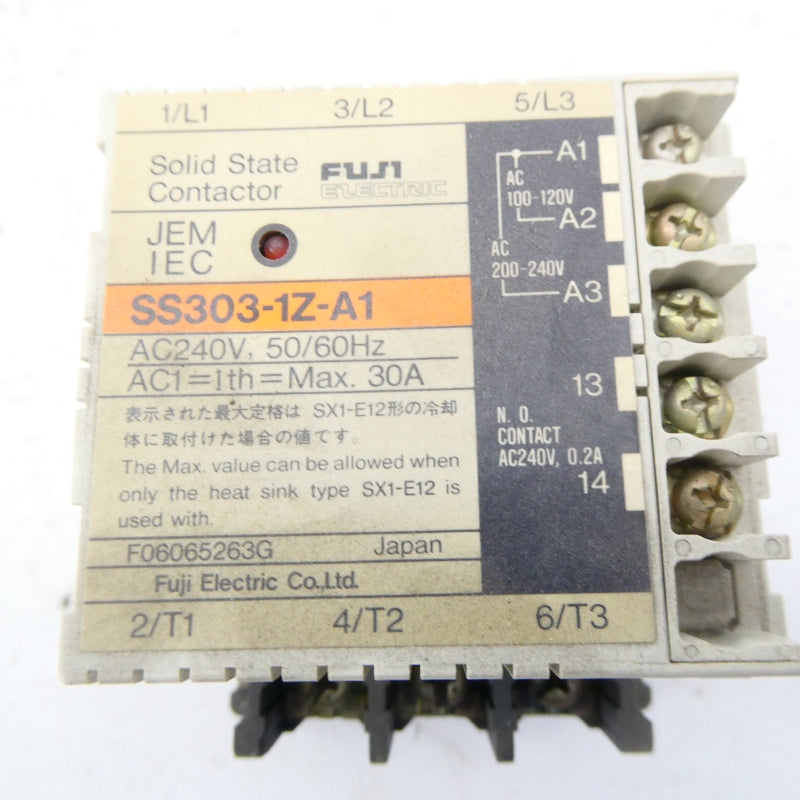 1/L1 3/L2 5/L3
Solid State
Contactor
FUJI
ELECTRIC
JEM
IEC
SS303-1Z-A1
AC240V, 50/60Hz
AC1=Ith=Max. 30A
表示された最大定格は SX1-E12形の冷却
体に取付けた場合の値です。
The Max. value can be allowed when
only the heat sink type SX1-E12 is
used with.
F06065263G Japan
Fuji Electric Co.,Ltd.
A1
AC
100-120V
A2
AC
200-240V
A3
13
N. O.
CONTACT
AC240V, 0.2A
14
2/T1 4/T2 6/T3